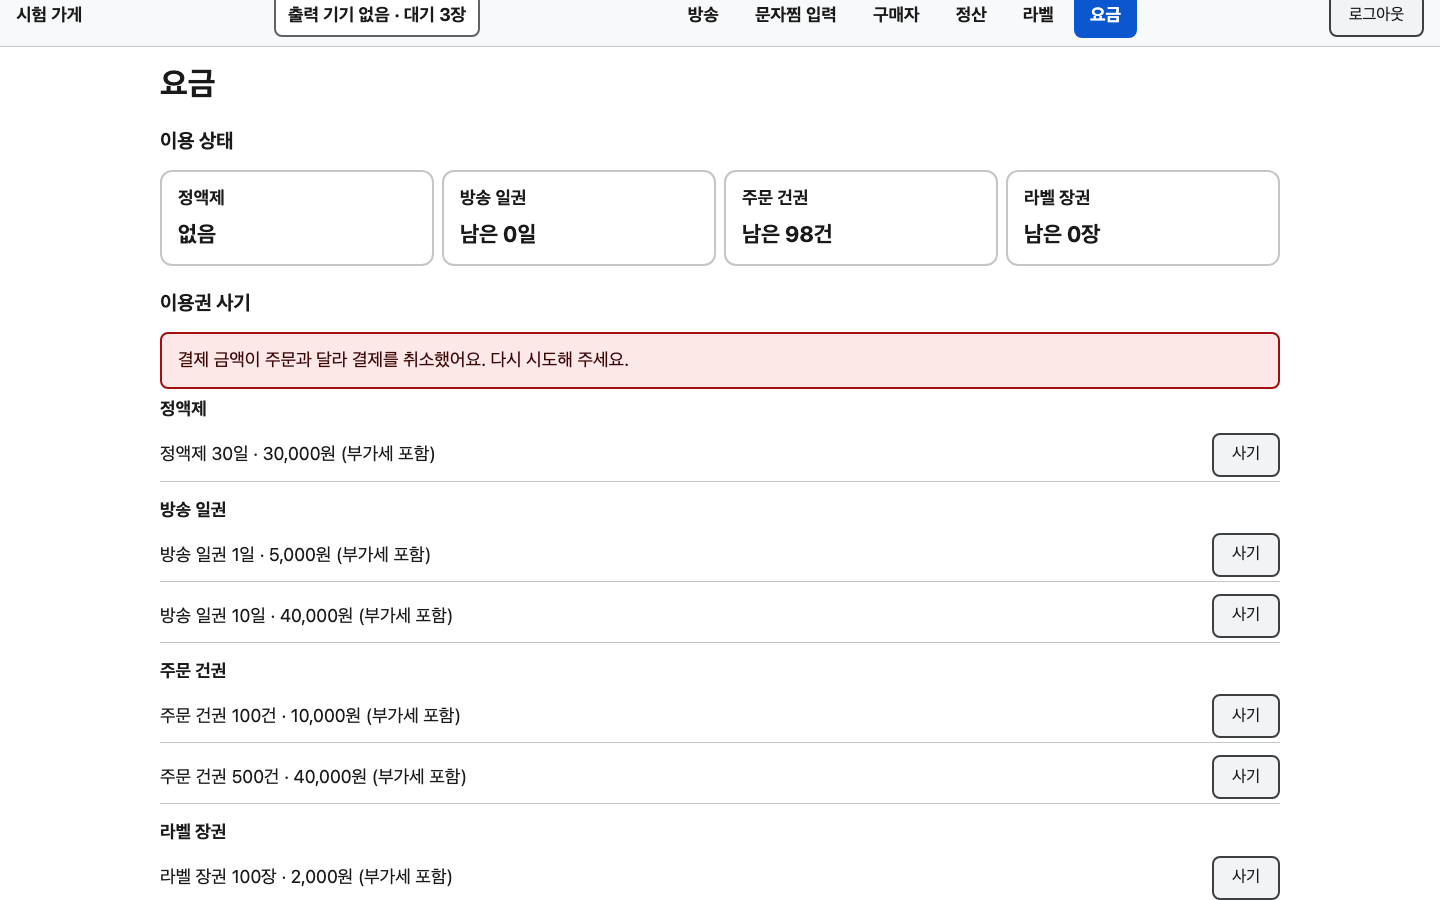 시험 가게
출력 기기 없음 · 대기 3장
방송
문자찜 입력
구매자
정산
라벨
요금
로그아웃
요금
이용 상태
정액제
없음
방송 일권
남은 0일
주문 건권
남은 98건
라벨 장권
남은 0장
이용권 사기
결제 금액이 주문과 달라 결제를 취소했어요. 다시 시도해 주세요.
정액제
정액제 30일 · 30,000원 (부가세 포함)
사기
방송 일권
방송 일권 1일 · 5,000원 (부가세 포함)
사기
방송 일권 10일 · 40,000원 (부가세 포함)
사기
주문 건권
주문 건권 100건 · 10,000원 (부가세 포함)
사기
주문 건권 500건 · 40,000원 (부가세 포함)
사기
라벨 장권
라벨 장권 100장 · 2,000원 (부가세 포함)
사기